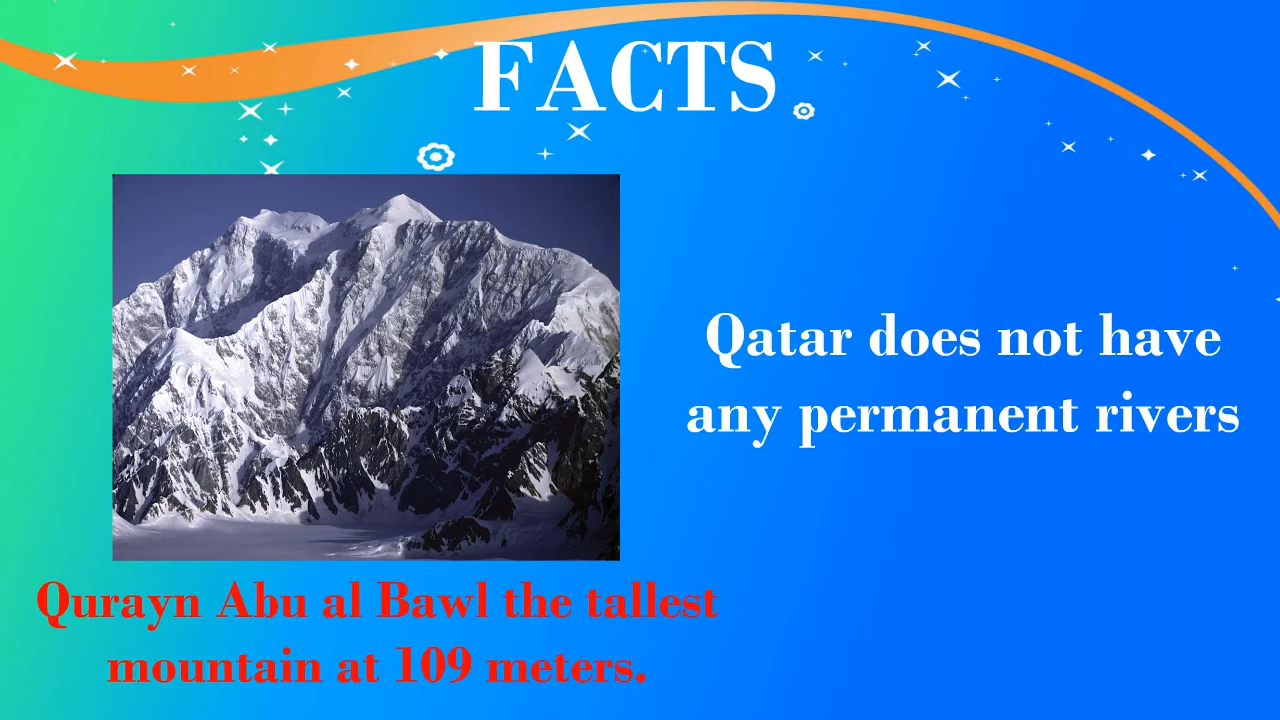 FACTS
Qatar does not have
any permanent rivers
Qurayn Abu al Bawl the tallest
mountain at 109 meters.